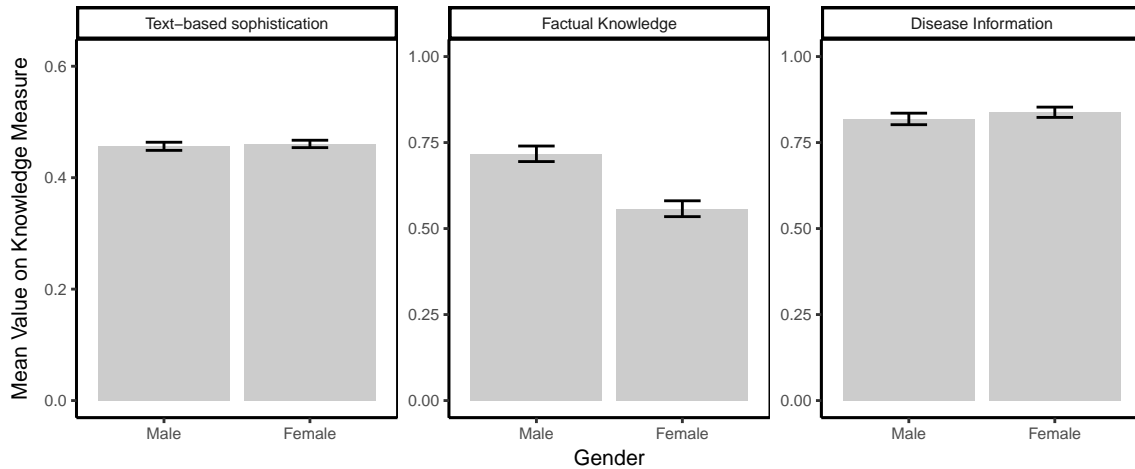 Text−based sophistication
Factual Knowledge
Disease Information
Mean Value on Knowledge Measure
0.6
0.4
0.2
0.0
1.00
0.75
0.50
0.25
0.00
1.00
0.75
0.50
0.25
0.00
Male Female
Male Female
Male Female
Gender